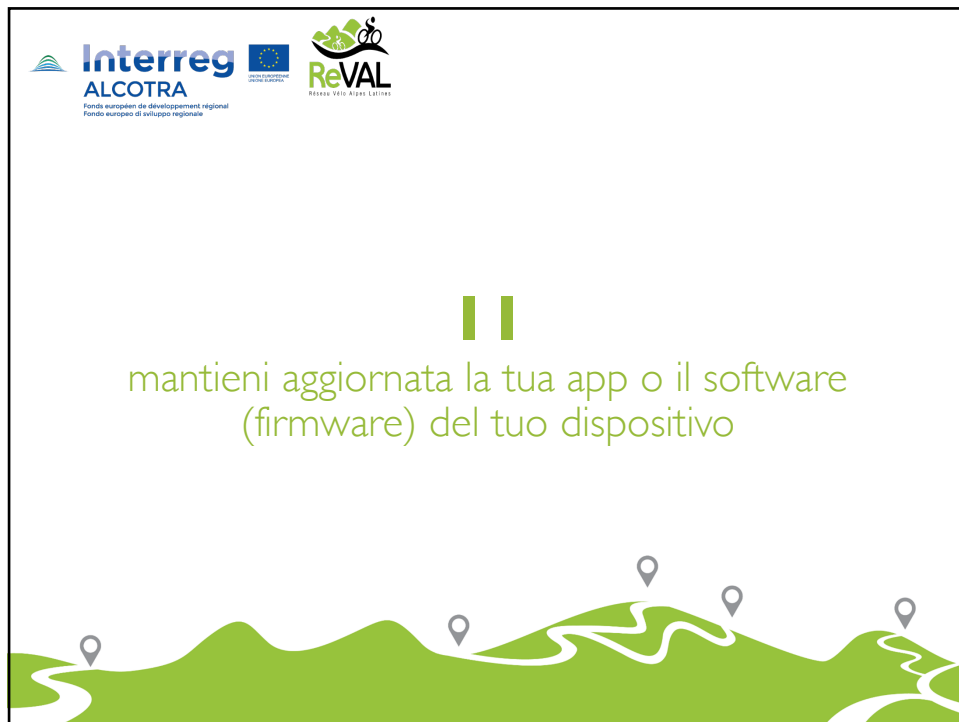 Interreg
ALCOTRA
UNION EUROPÉENNE
UNIONE EUROPEA
Fonds européen de développement régional
Fondo europeo di sviluppo regionale
ReVAL
Réseau Vélo Alpes Latines
11
mantieni aggiornata la tua app o il software
(firmware) del tuo dispositivo